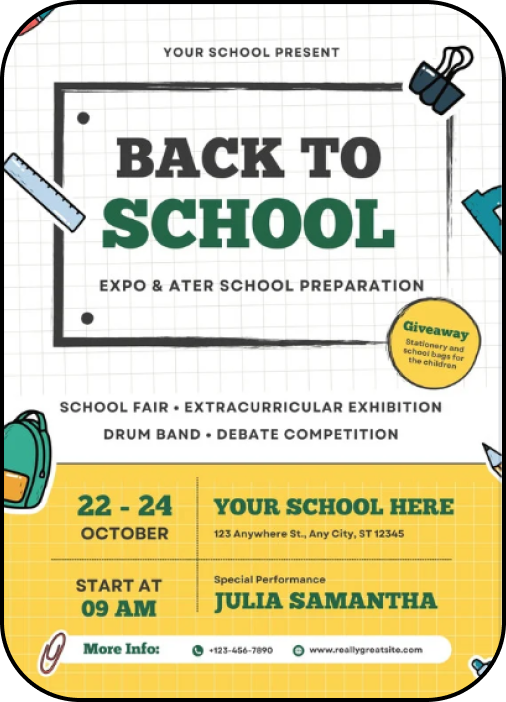 YOUR SCHOOL PRESENT
BACK TO
SCHOOL
EXPO & ATER SCHOOL PREPARATION
Giveaway
Stationery and
school bags for
the children
SCHOOL FAIR • EXTRACURRICULAR EXHIBITION
DRUM BAND • DEBATE COMPETITION
22 - 24
OCTOBER
YOUR SCHOOL HERE
123 Anywhere St., Any City, ST 12345
START AT
09 AM
Special Performance
JULIA SAMANTHA
More Info:
+123-456-7890
www.reallygreatsite.com